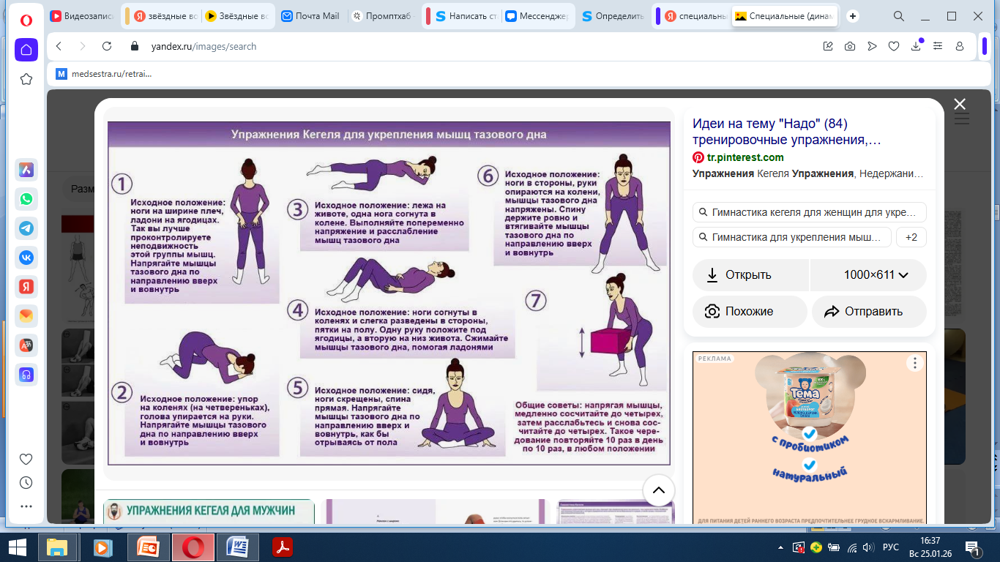 Видеозапис
звёздные во
Звёздные во
Почта Mail
Промптхаб
Написать ст
Мессендже
Определить
специальны
Специальные (динам
yandex.ru/images/search
medsestra.ru/retrai...
Упражнения Кегеля для укрепления мышц тазового дна
1
Исходное положение:
ноги на ширине плеч,
ладони на ягодицах.
Так вы лучше
проконтролируете
неподвижность
этой группы мышц.
Напрягайте мышцы
тазового дна по
направлению вверх
и вовнутрь
2
Исходное положение: упор
на коленях (на четвереньках),
голова упирается на руки.
Напрягайте мышцы тазового
дна по направлению вверх
и вовнутрь
3
Исходное положение: лежа на
животе, одна нога согнута в
колене. Выполняйте попеременно
напряжение и расслабление
мышц тазового дна
4
Исходное положение: ноги согнуты в
коленях и слегка разведены в стороны,
пятки на полу. Одну руку положите под
ягодицы, а вторую на низ живота. Сжимайте
мышцы тазового дна, помогая ладонями
5
Исходное положение: сидя,
ноги скрещены, спина
прямая. Напрягайте
мышцы тазового дна по
направлению вверх и
вовнутрь, как бы
отрываясь от пола
6
Исходное положение:
ноги в стороны, руки
опираются на колени,
мышцы тазового дна
напряжены. Спину
держите ровно и
втягивайте мышцы
тазового дна по
направлению вверх
и вовнутрь
7
Общие советы: напрягая мышцы,
медленно сосчитайте до четырех,
затем расслабьтесь и снова сос-
читайте до четырех. Такое чере-
дование повторяйте 10 раз в день
по 10 раз, в любом положении
Идеи на тему "Надо" (84)
тренировочные упражнения,...
tr.pinterest.com
Упражнения Кегеля Упражнения, Недержани...
Гимнастика кегеля для женщин для укре...
Гимнастика для укрепления мыш...
+2
Открыть
1000×611
Похожие
Отправить
РЕКЛАМА
Тёма
с пробиотиком
натуральный
ДЛЯ ПИТАНИЯ ДЕТЕЙ РАННЕГО ВОЗРАСТА ПРЕДПОЧТИТЕЛЬНЕЕ ГРУДНОЕ ВСКАРМЛИВАНИЕ.
Разм
УПРАЖНЕНИЯ КЕГЕЛЯ ДЛЯ МУЖЧИН
РУС
16:37
Вс 25.01.26
1